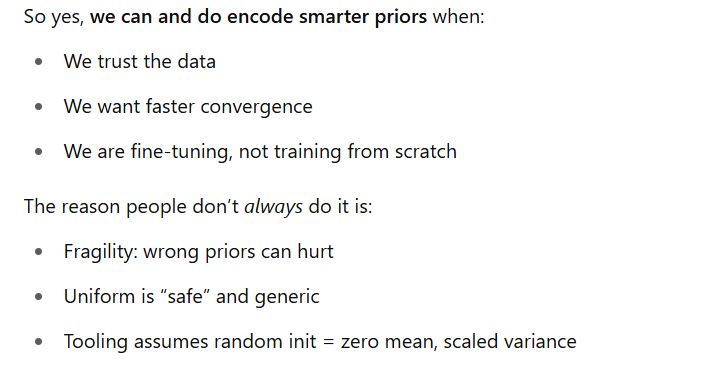 So yes, we can and do encode smarter priors when:
• We trust the data
• We want faster convergence
• We are fine-tuning, not training from scratch
The reason people don’t always do it is:
• Fragility: wrong priors can hurt
• Uniform is “safe” and generic
• Tooling assumes random init = zero mean, scaled variance